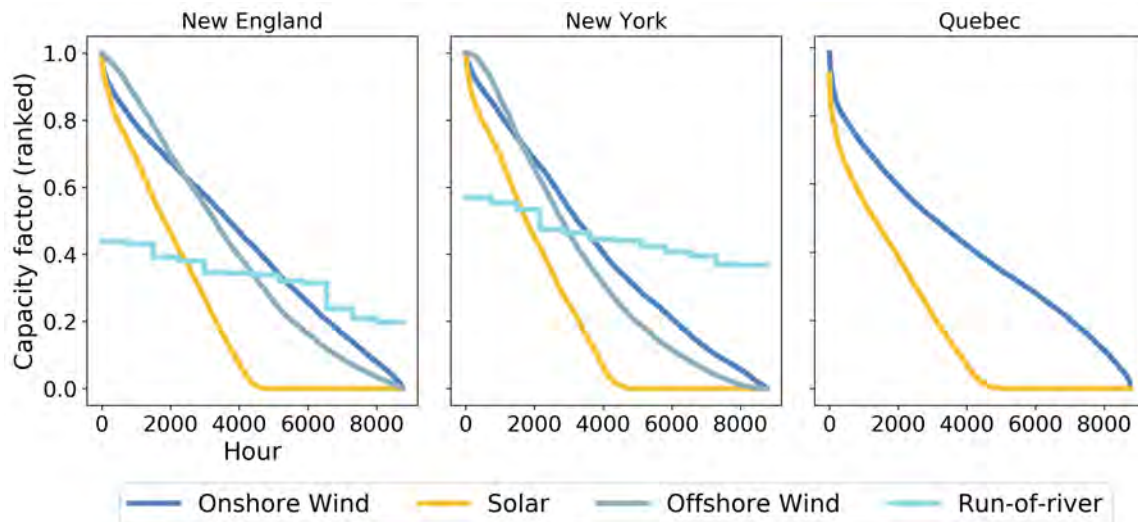 New England
New York
Quebec
Capacity factor (ranked)
1.0
0.8
0.6
0.4
0.2
0.0
0 2000 4000 6000 8000
0 2000 4000 6000 8000
0 2000 4000 6000 8000
Hour
Onshore Wind Solar Offshore Wind Run-of-river